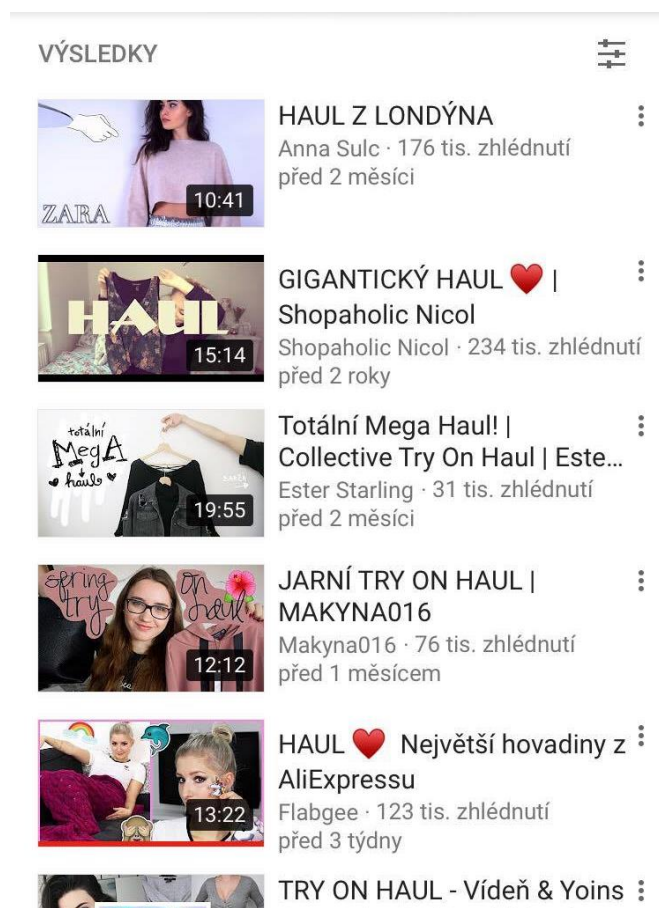 VÝSLEDKY
ZARA
10:41
HAUL Z LONDÝNA
Anna Sulc · 176 tis. zhlédnutí
před 2 měsíci
HAUL
15:14
GIGANTICKÝ HAUL ♥️ |
Shopaholic Nicol
Shopaholic Nicol · 234 tis. zhlédnutí
před 2 roky
totální
MegA
haul
19:55
Totální Mega Haul! |
Collective Try On Haul | Este...
Ester Starling · 31 tis. zhlédnutí
před 2 měsíci
spring on
try haul
12:12
JARNÍ TRY ON HAUL |
MAKYNA016
Makyna016 · 76 tis. zhlédnutí
před 1 měsícem
13:22
HAUL ♥️ Největší hovadiny z
AliExpressu
Flabgee · 123 tis. zhlédnutí
před 3 týdny
TRY ON HAUL - Vídeň & Yoins